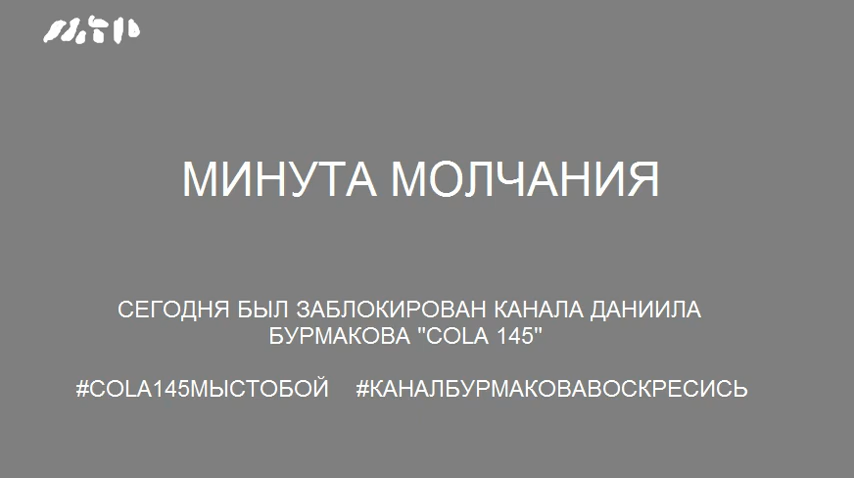 МИНУТА МОЛЧАНИЯ
СЕГОДНЯ БЫЛ ЗАБЛОКИРОВАН КАНАЛА ДАНИИЛА
БУРМАКОВА "COLA 145"
#COLA145МЫСТОБОЙ #КАНАЛБУРМАКОВАВОСКРЕСИСЬ